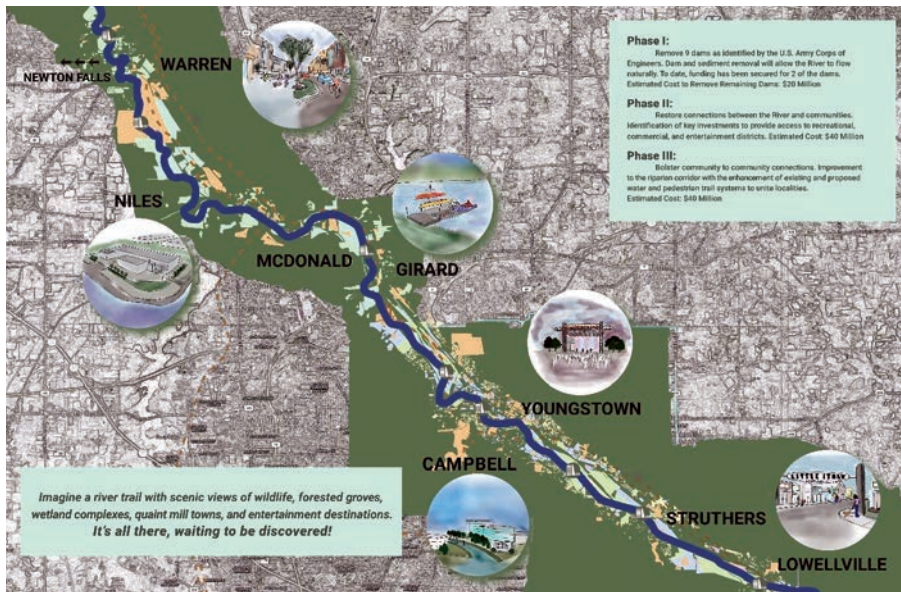 WARREN
NEWTON FALLS
NILES
MCDONALD
GIRARD
YOUNGSTOWN
CAMPBELL
STRUTHERS
LITTLE ITALY
LOWELLVILLE
Phase I:
Remove 9 dams as identified by the U.S. Army Corps of
Engineers. Dam and sediment removal will allow the River to flow
naturally. To date, funding has been secured for 2 of the dams.
Estimated Cost to Remove Remaining Dams: $20 Million
Phase II:
Restore connections between the River and communities.
Identification of key investments to provide access to recreational,
commercial, and entertainment districts. Estimated Cost: $40 Million
Phase III:
Bolster community to community connections. Improvement
to the riparian corridor with the enhancement of existing and proposed
water and pedestrian trail systems to unite localities.
Estimated Cost: $40 Million
Imagine a river trail with scenic views of wildlife, forested groves,
wetland complexes, quaint mill towns, and entertainment destinations.
It's all there, waiting to be discovered!